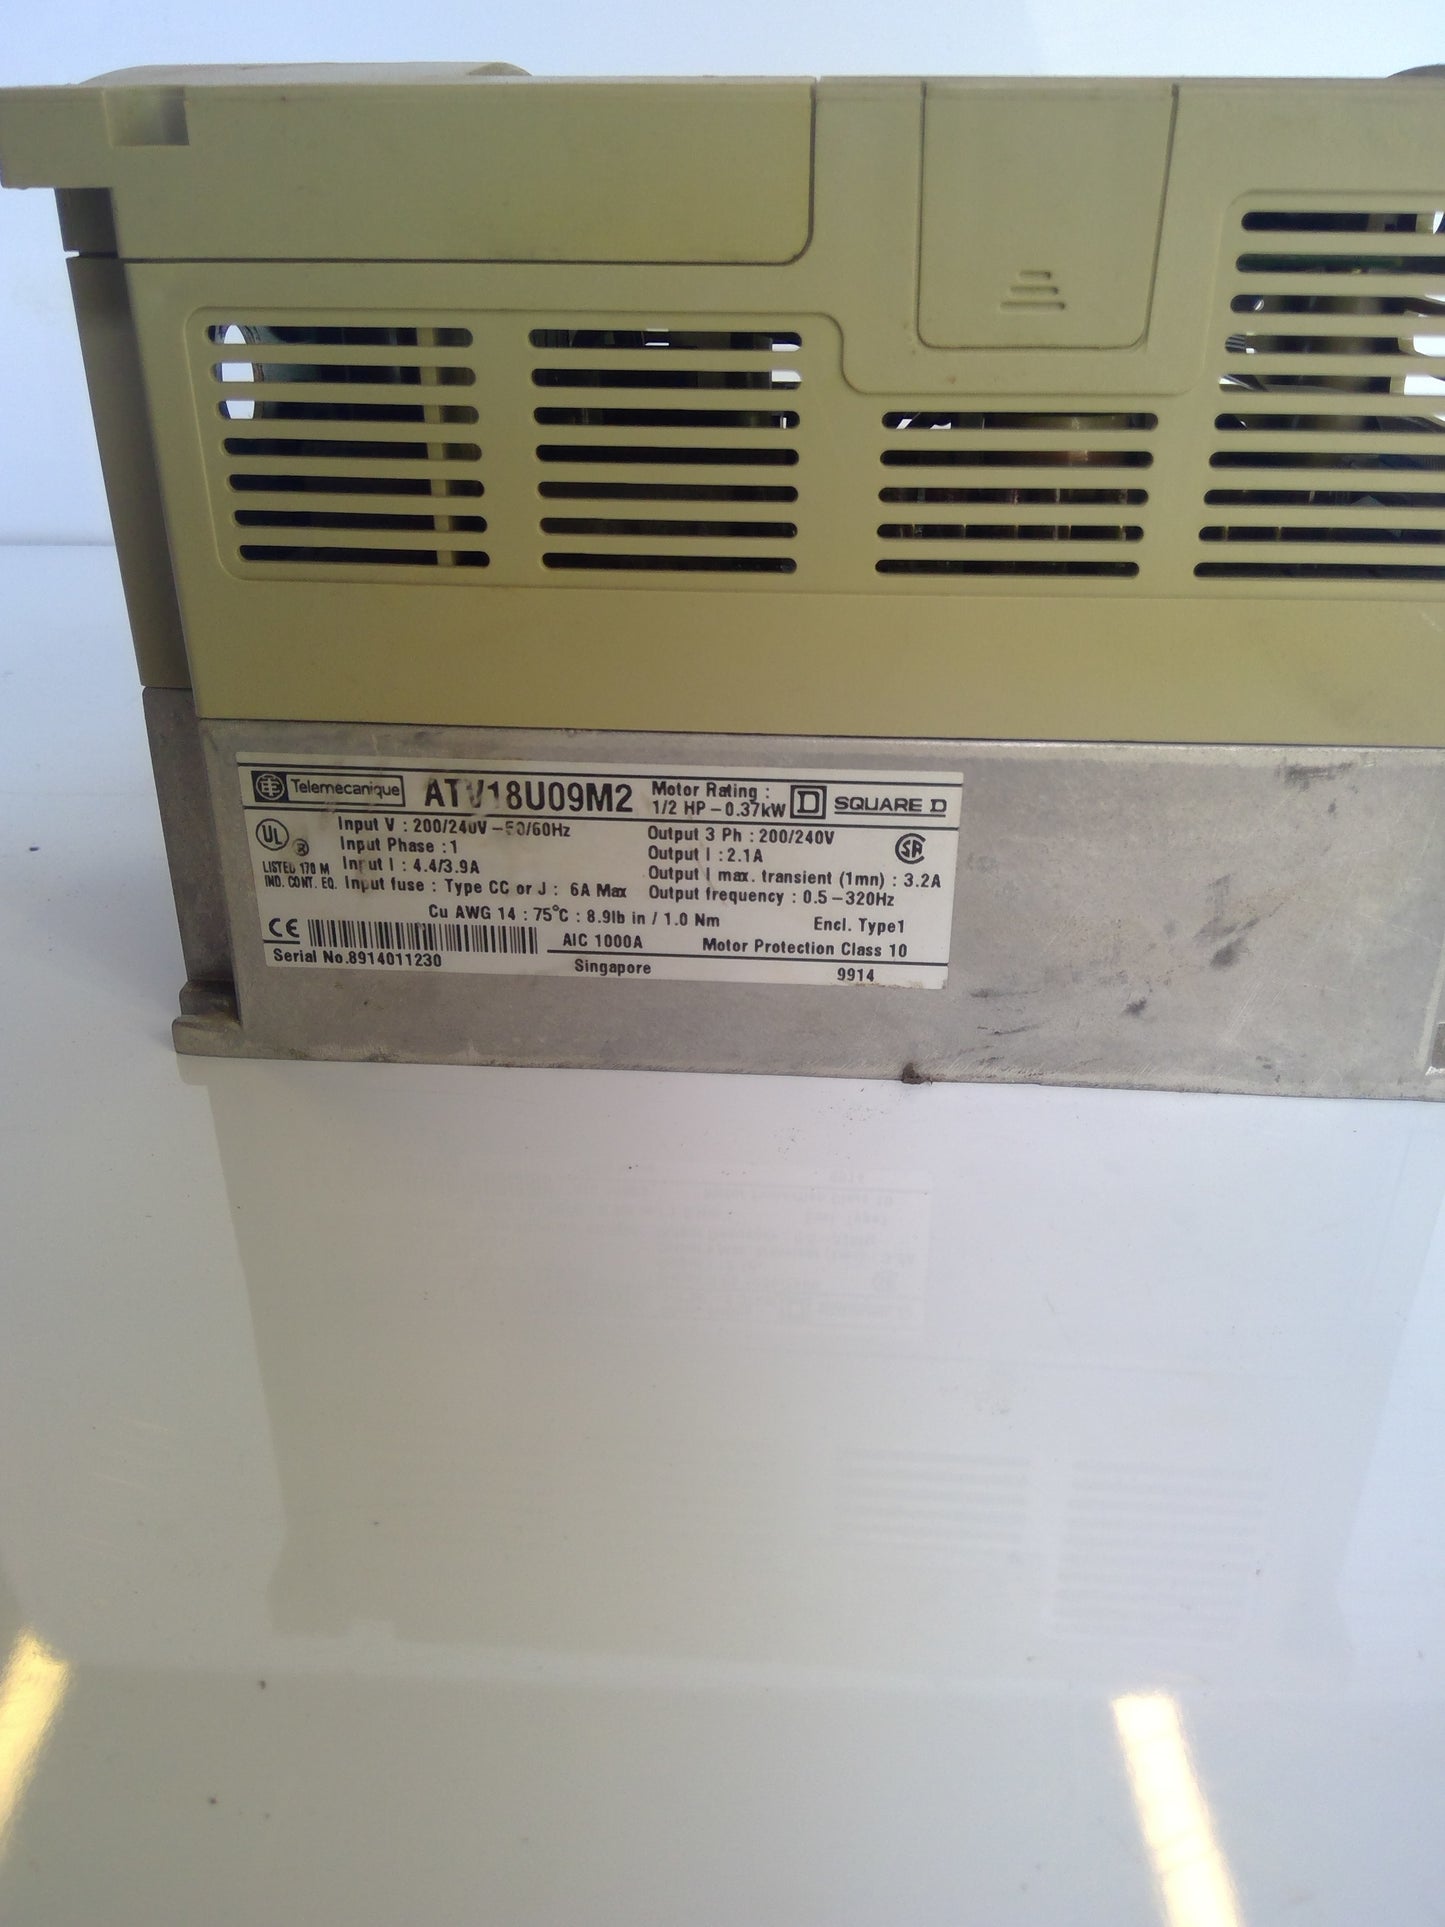 Telemecanique ATV18U09M2 Motor Rating : 1/2 HP – 0.37kW D SQUARE D
Input V : 200/240V – 50/60Hz
Input Phase : 1
Input I : 4.4/3.9A
Input fuse : Type CC or J : 6A Max
UL ®
LISTED 170 M
IND. CONT. EQ.
Output 3 Ph : 200/240V
Output I : 2.1A
Output I max. transient (1mn) : 3.2A
Output frequency : 0.5 – 320Hz
SA
Cu AWG 14 : 75°C : 8.9lb in / 1.0 Nm Encl. Type1
CE AIC 1000A Motor Protection Class 10
Serial No.8914011230 Singapore 9914